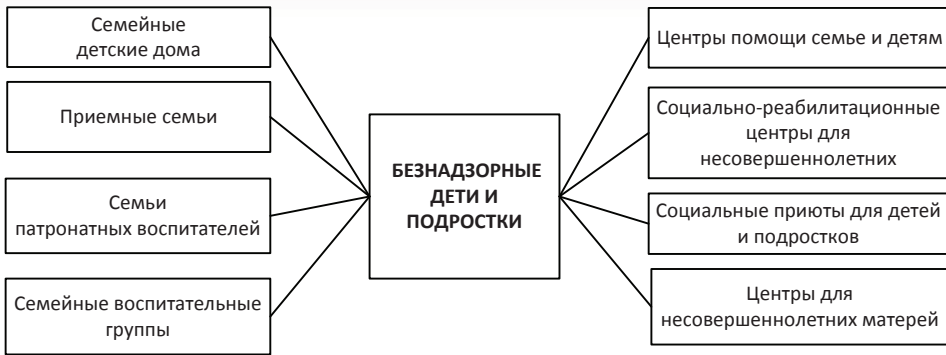 Семейные
детские дома
Приемные семьи
Семьи
патронатных воспитателей
Семейные воспитательные
группы
БЕЗНАДЗОРНЫЕ
ДЕТИ И
ПОДРОСТКИ
Центры помощи семье и детям
Социально-реабилитационные
центры для
несовершеннолетних
Социальные приюты для детей
и подростков
Центры для
несовершеннолетних матерей